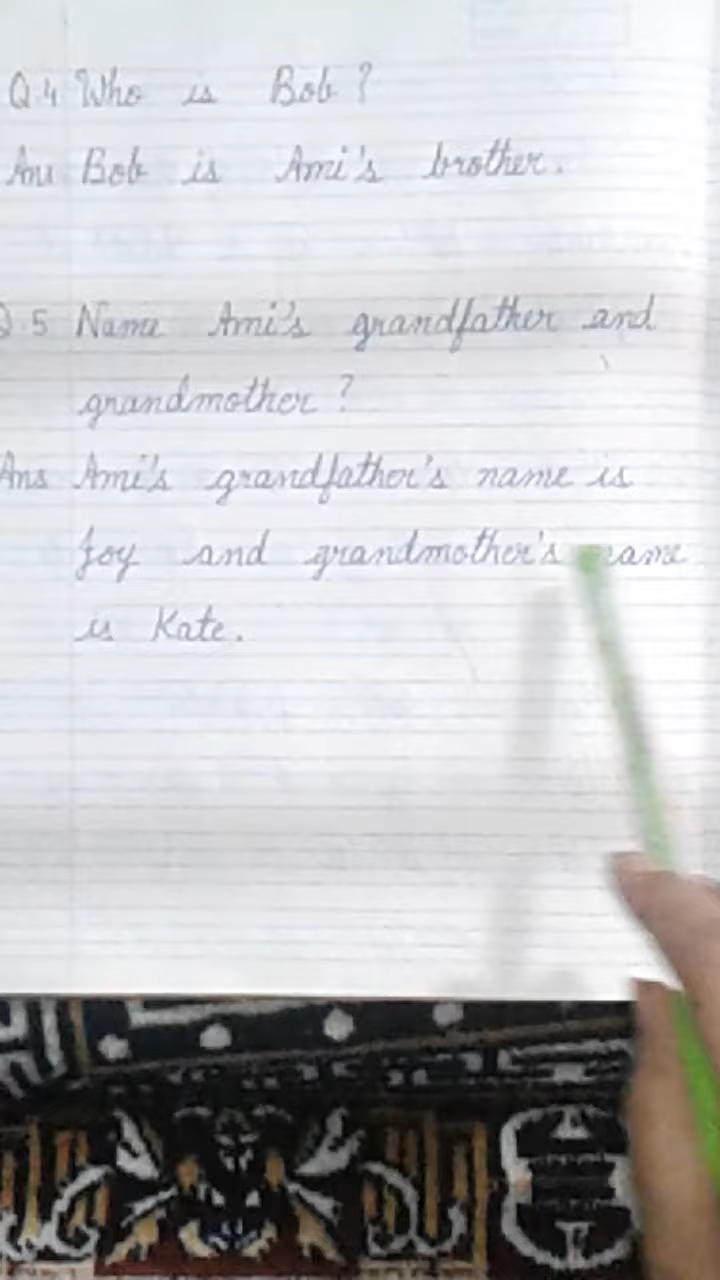 Q.4 Who is Bob?
Ans Bob is Ami's brother.
Q.5 Name Ami's grandfather and
grandmother?
Ans Ami's grandfather's name is
Joy and grandmother's name
is Kate.